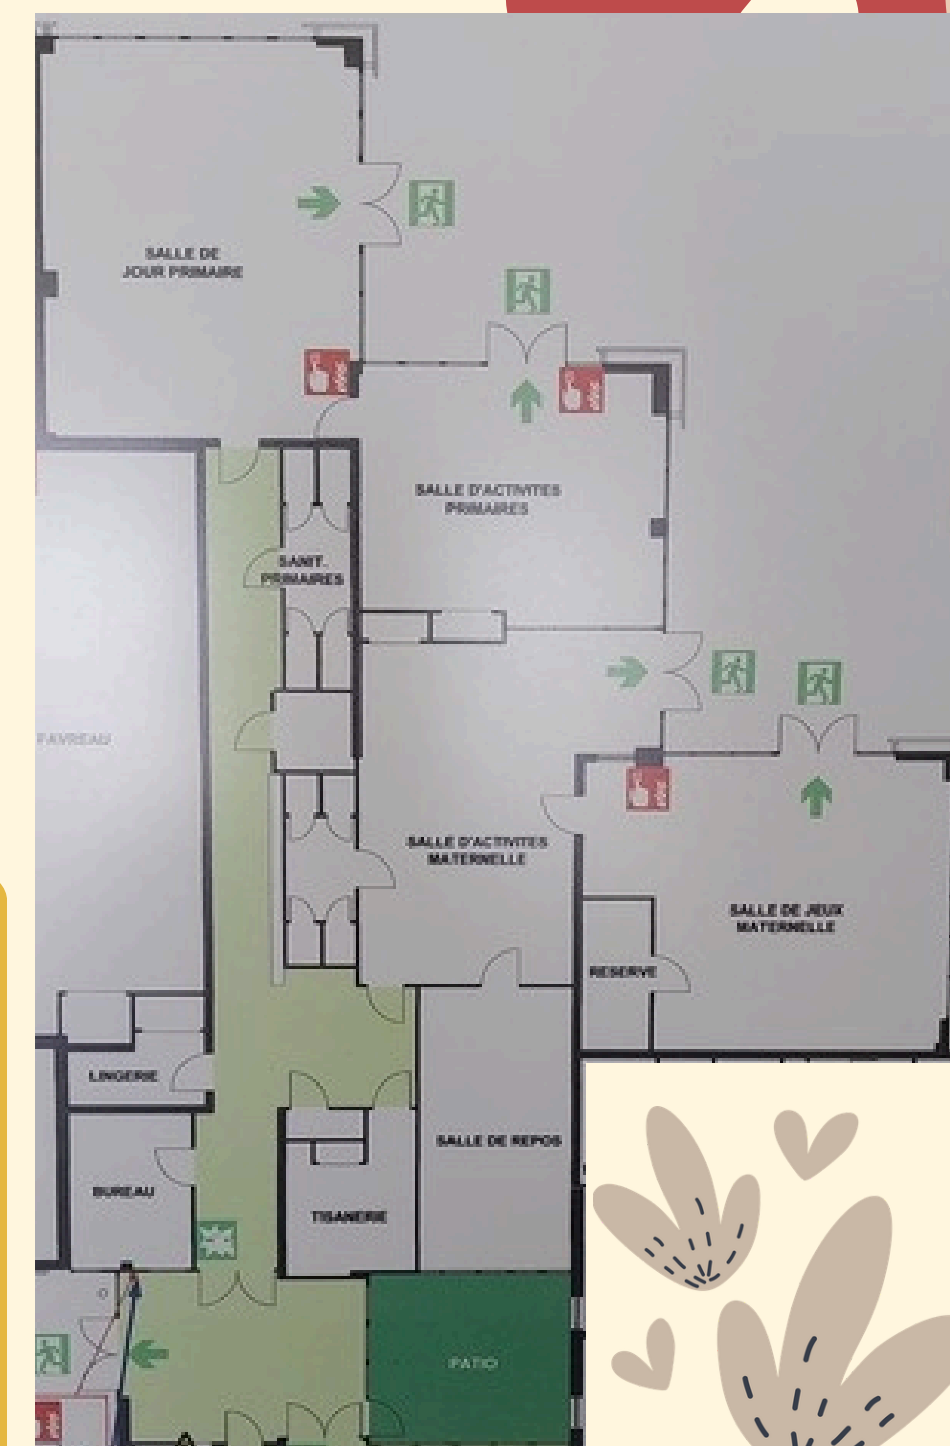 SALLE DE
JOUR PRIMAIRE
SALLE D'ACTIVITES
PRIMAIRES
SANIT.
PRIMAIRES
FAVREAU
SALLE D'ACTIVITES
MATERNELLE
SALLE DE JEUX
MATERNELLE
RESERVE
LINGERIE
SALLE DE REPOS
BUREAU
TISANERIE
PATIO